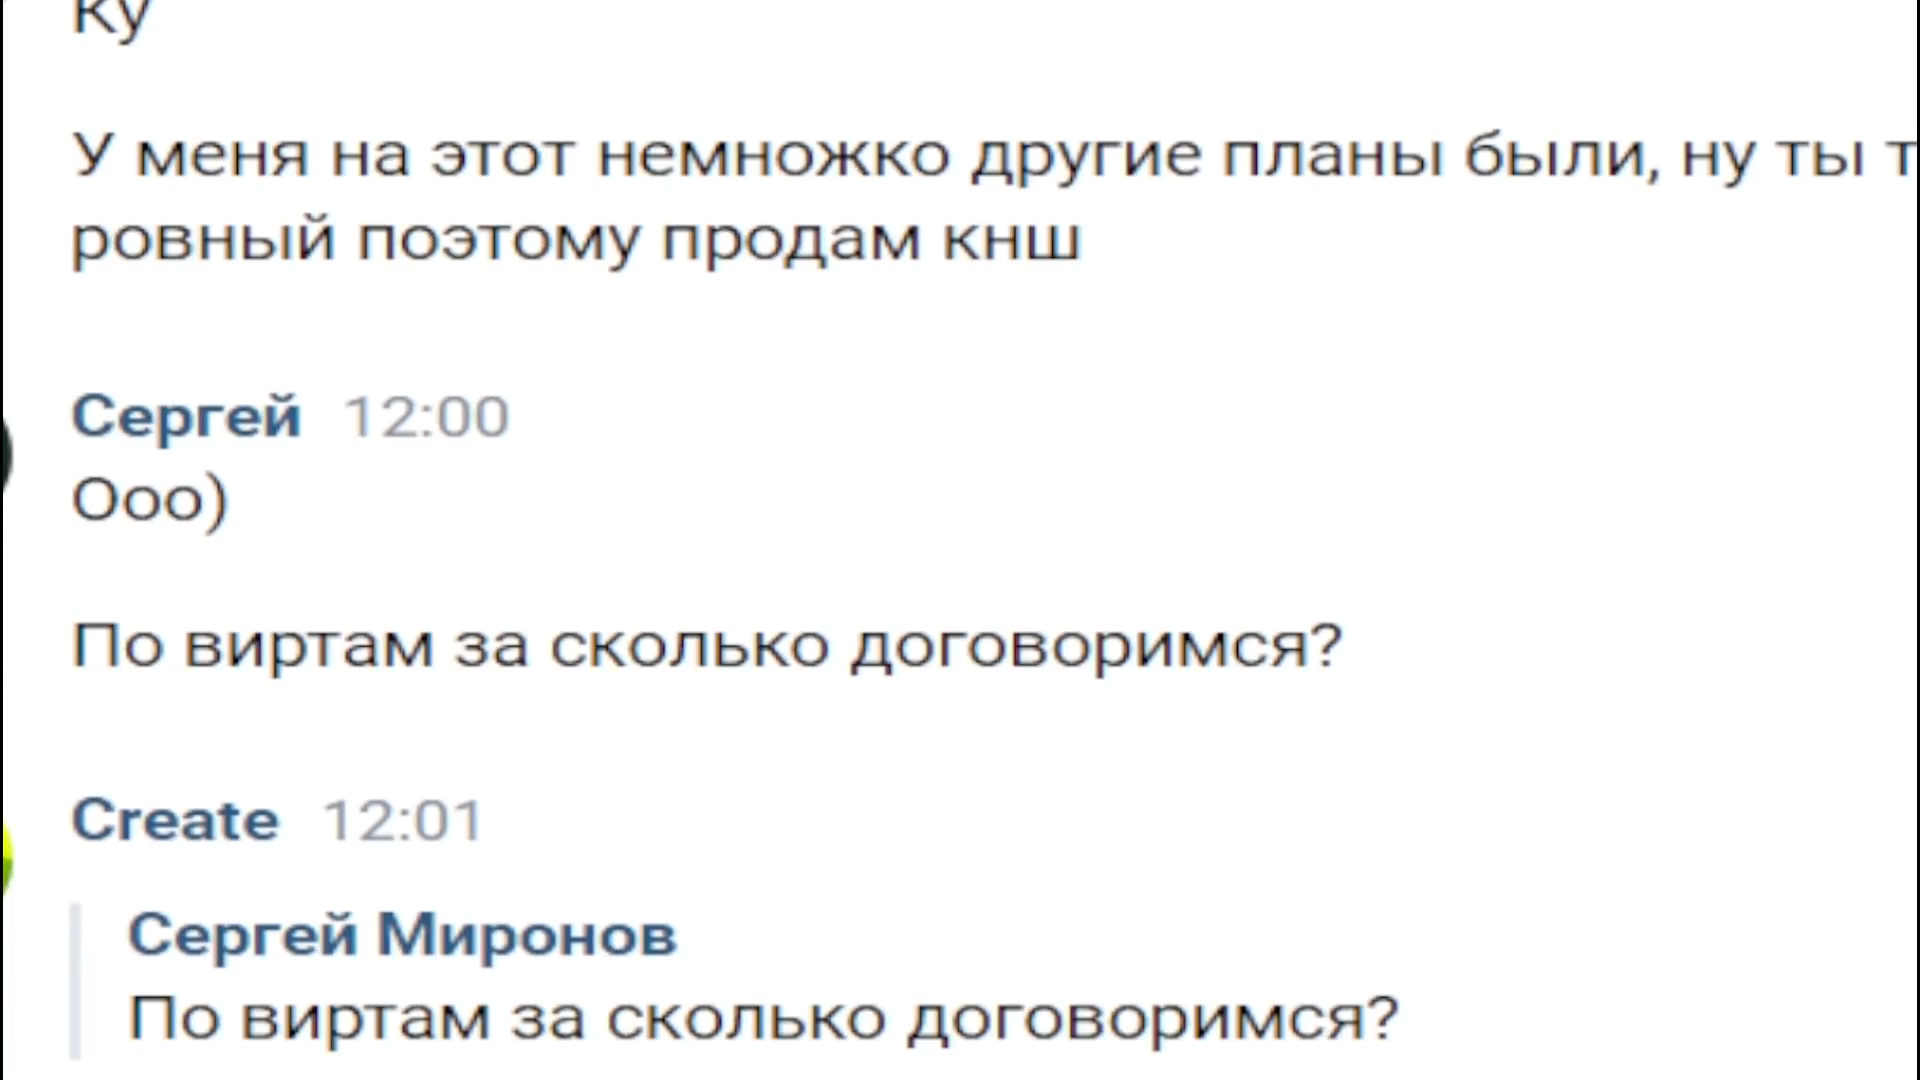 Ку
У меня на этот немножко другие планы были, ну ты
ровный поэтому продам кнш
Сергей 12:00
Ооо)
По виртам за сколько договоримся?
Create 12:01
Сергей Миронов
По виртам за сколько договоримся?